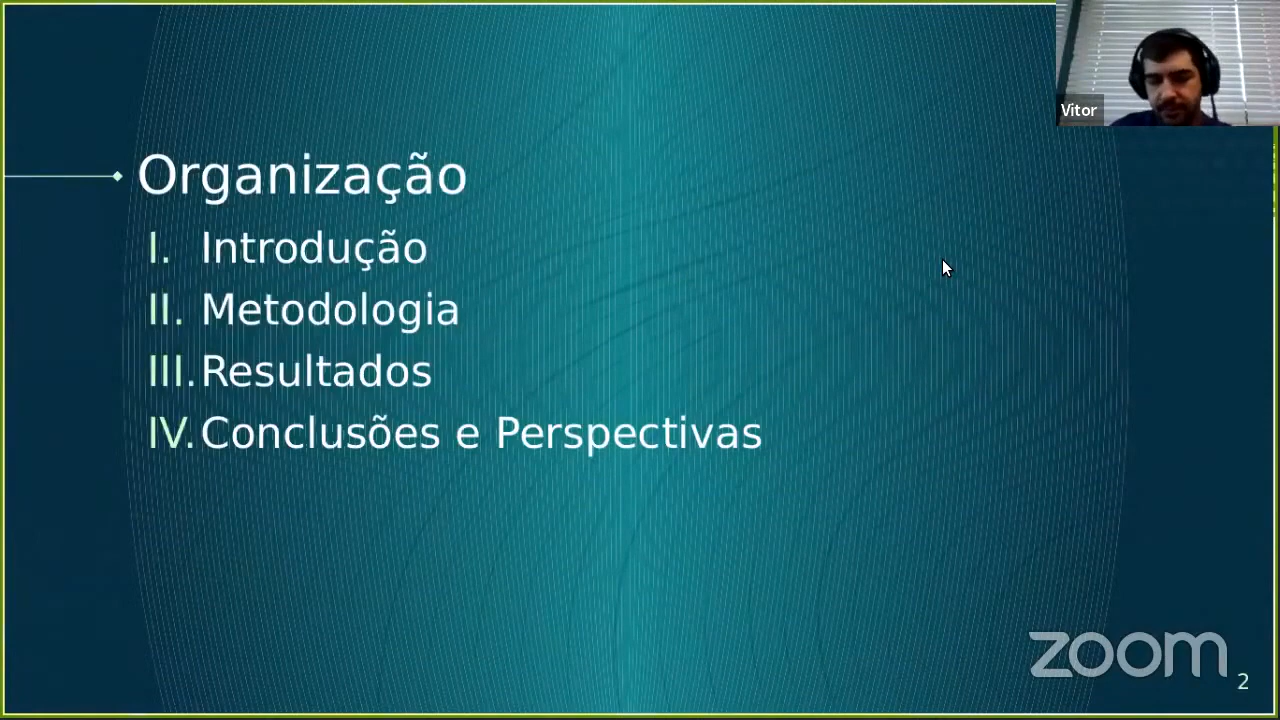 Vitor
Organização
I. Introdução
II. Metodologia
III. Resultados
IV. Conclusões e Perspectivas
zoom
2